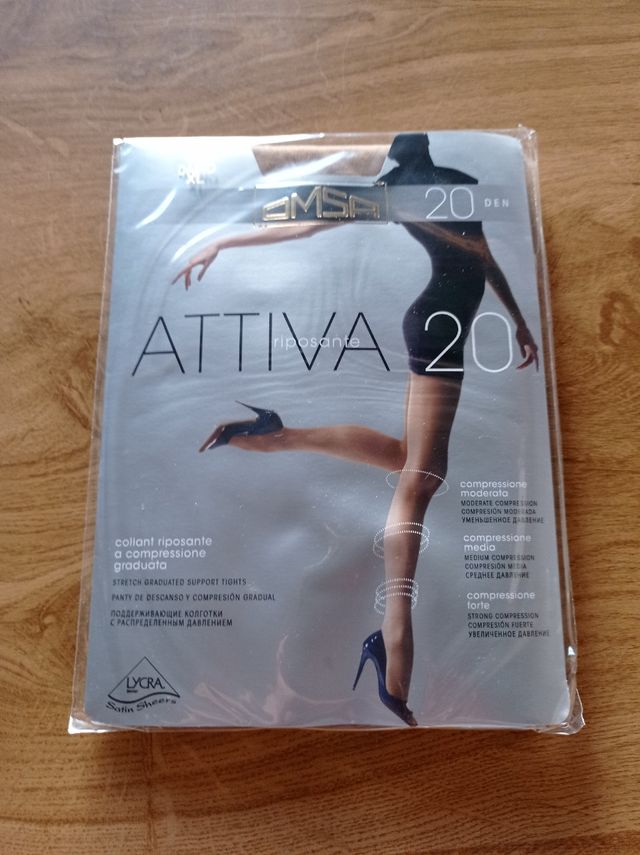 XL
OMSA
20 DEN
ATTIVA 20
riposante
compressione
moderata
MODERATE COMPRESSION
COMPRESIÓN MODERADA
УМЕНЬШЕННОЕ ДАВЛЕНИЕ
compressione
media
MEDIUM COMPRESSION
COMPRESIÓN MEDIA
СРЕДНЕЕ ДАВЛЕНИЕ
compressione
forte
STRONG COMPRESSION
COMPRESIÓN FUERTE
УВЕЛИЧЕННОЕ ДАВЛЕНИЕ
collant riposante
a compressione
graduata
STRETCH GRADUATED SUPPORT TIGHTS
PANTY DE DESCANSO Y COMPRESIÓN GRADUAL
ПОДДЕРЖИВАЮЩИЕ КОЛГОТКИ
С РАСПРЕДЕЛЕННЫМ ДАВЛЕНИЕМ
LYCRA
Satin Sheers